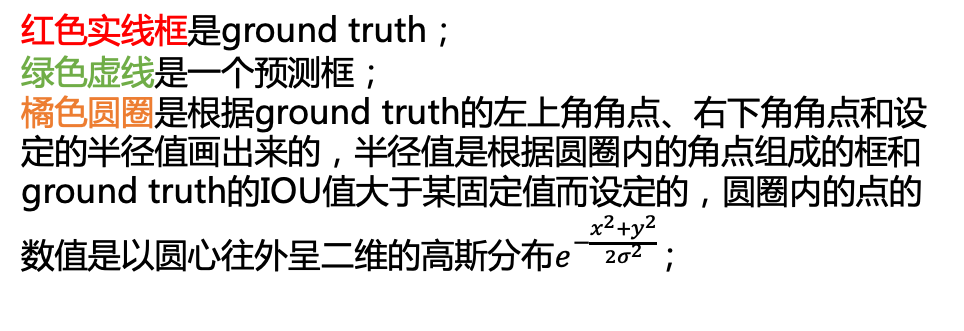 红色实线框是ground truth；
绿色虚线是一个预测框；
橘色圆圈是根据ground truth的左上角角点、右下角角点和设
定的半径值画出来的，半径值是根据圆圈内的角点组成的框和
ground truth的IOU值大于某固定值而设定的，圆圈内的点的
数值是以圆心往外呈二维的高斯分布$e^{-\frac{x^2+y^2}{2\sigma^2}}$；